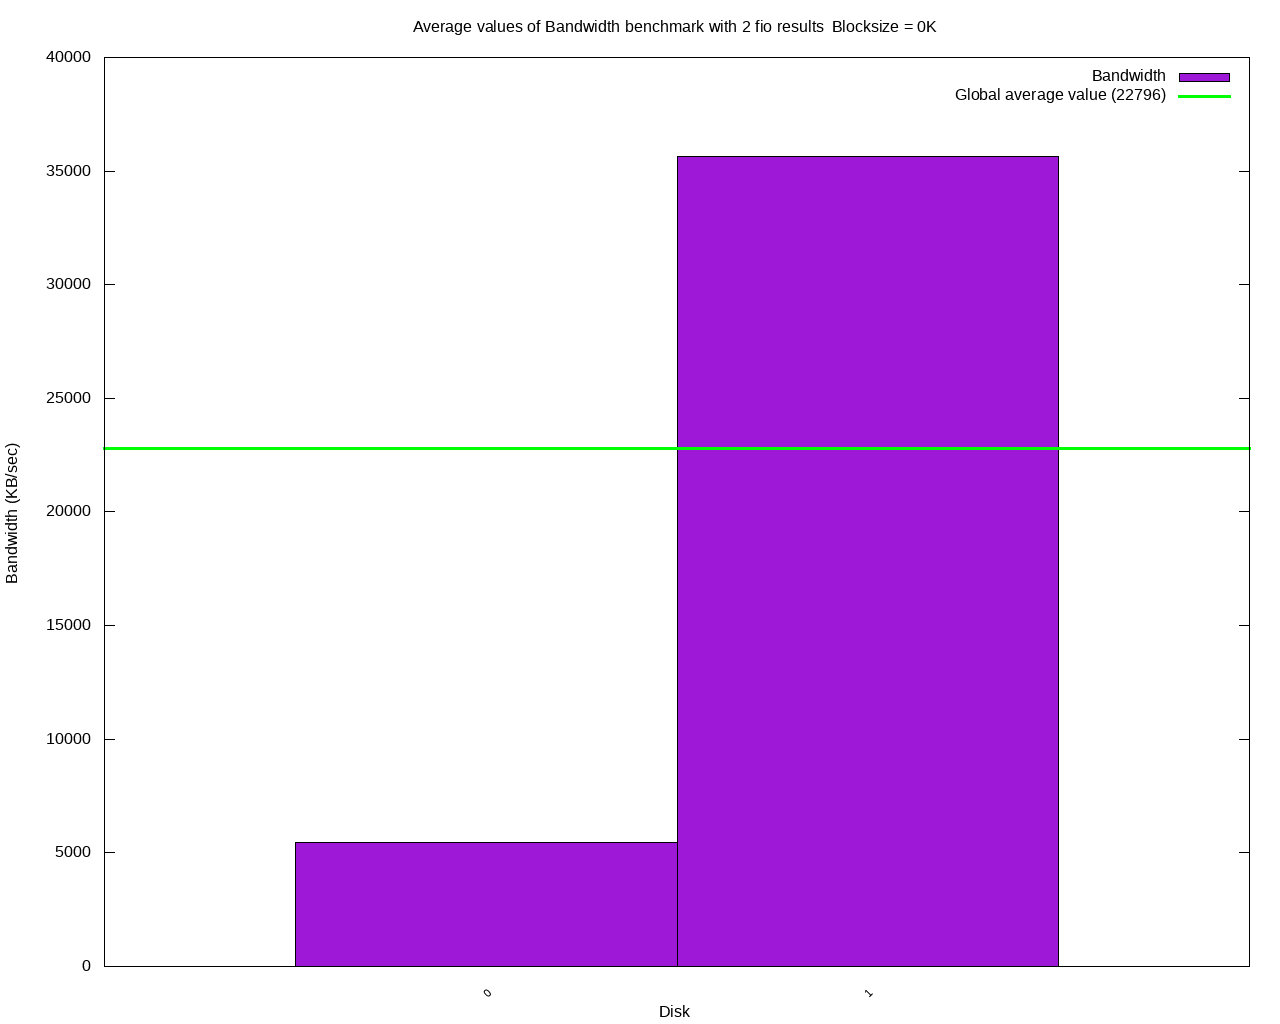 Average values of Bandwidth benchmark with 2 fio results  Blocksize = 0K
Bandwidth
Global average value (22796)
40000
35000
30000
25000
20000
15000
10000
5000
0
Bandwidth (KB/sec)
0
1
Disk